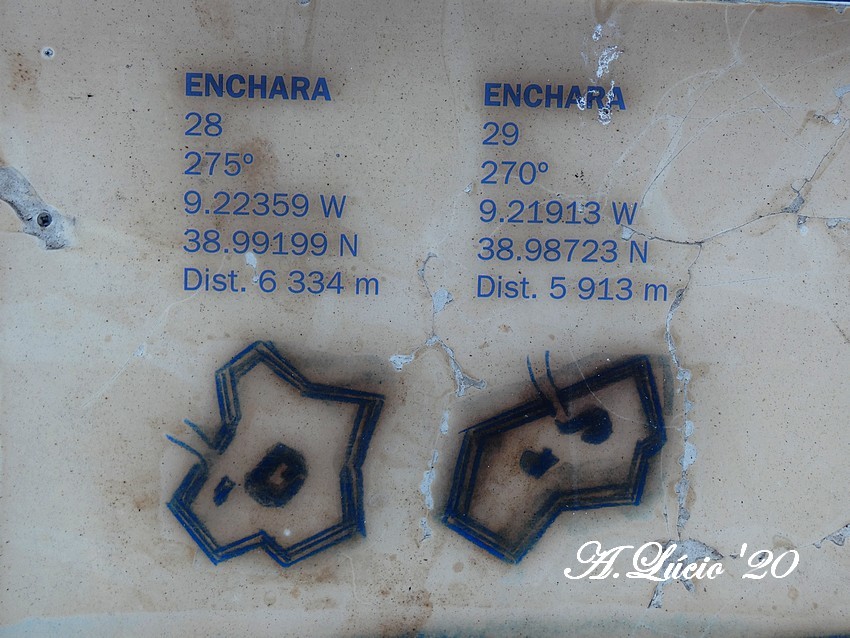 ENCHARA
28
275º
9.22359 W
38.99199 N
Dist. 6 334 m
ENCHARA
29
270º
9.21913 W
38.98723 N
Dist. 5 913 m
A. Lúcio '20